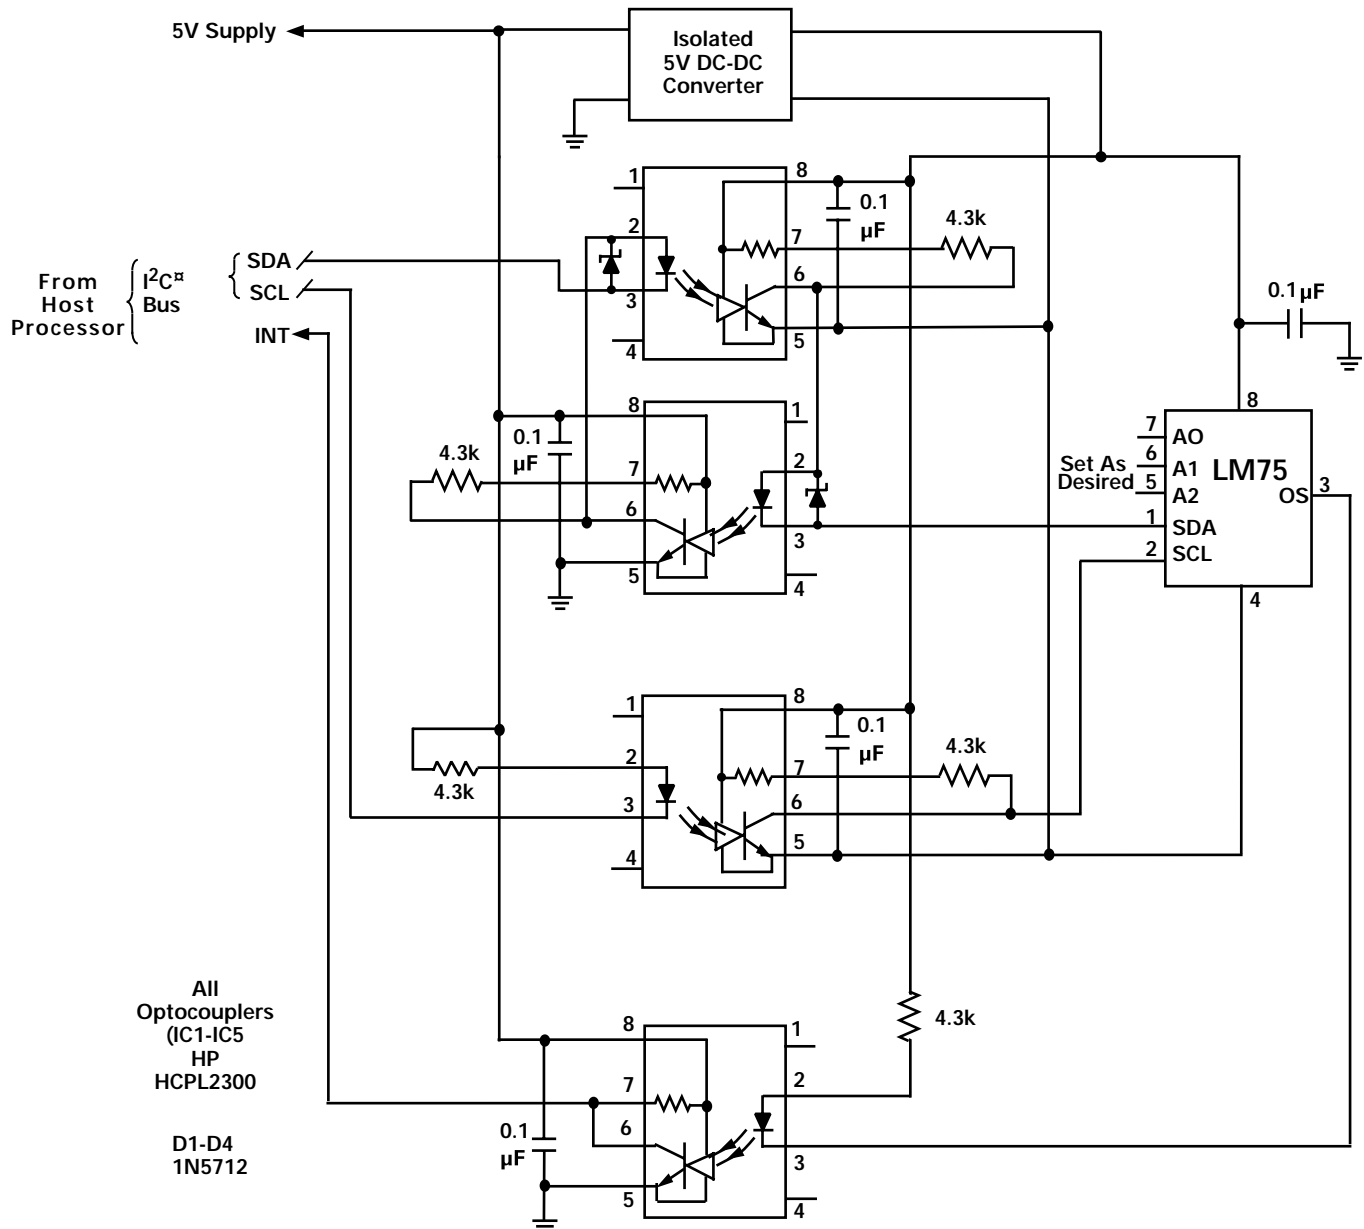 5V Supply
Isolated
5V DC-DC
Converter
1
8
0.1
µF
4.3k
2
7
6
3
5
4
From
Host
Processor
I²C¤
Bus
SDA
SCL
INT
0.1µF
8
1
0.1
µF
4.3k
7
2
6
3
5
4
8
7
AO
6
A1
LM75
Set As
Desired
5
A2
OS
3
1
SDA
2
SCL
4
1
8
0.1
µF
4.3k
2
7
4.3k
3
6
5
4
4.3k
8
1
7
2
6
0.1
µF
3
5
4
All
Optocouplers
(IC1-IC5
HP
HCPL2300
D1-D4
1N5712